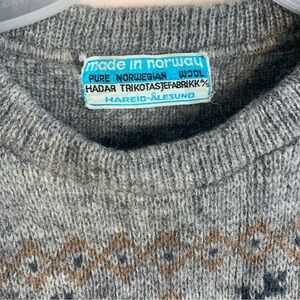 made in norway
PURE NORWEGIAN WOOL
HADAR TRIKOTASJEFABRIKK A/S
HAREID-ÅLESUND